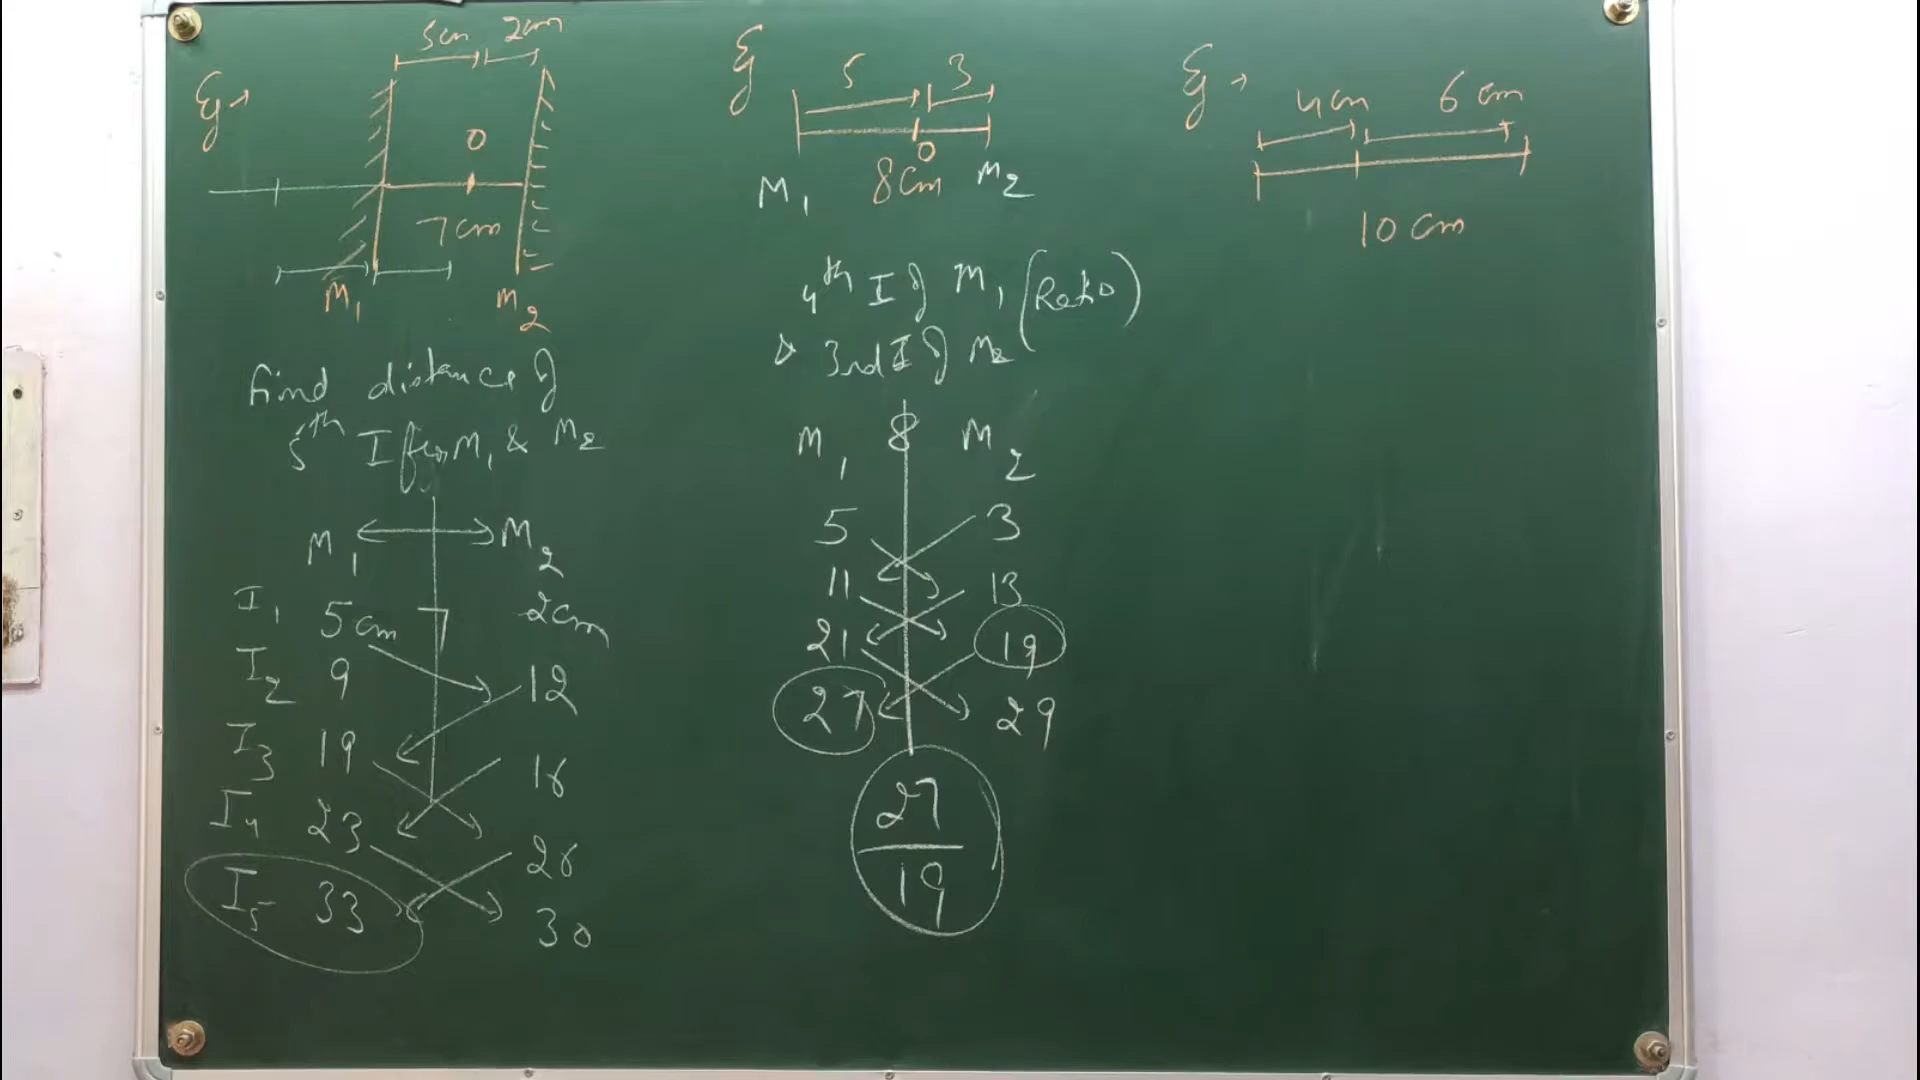 5cm 2cm
Eg →
O
7cm
M1 M2
find distance of
5th I from M1 & M2
M1 M2
I1 5cm 7 2cm
I2 9 12
I3 19 16
I4 23 26
I5 33 30
Eg
5 3
O
M1 8cm M2
4th I of M1 (Ratio)
3rd I of M2
M1 8 M2
5 3
11 13
21 19
27 29
27
19
Eg →
4cm 6cm
10cm